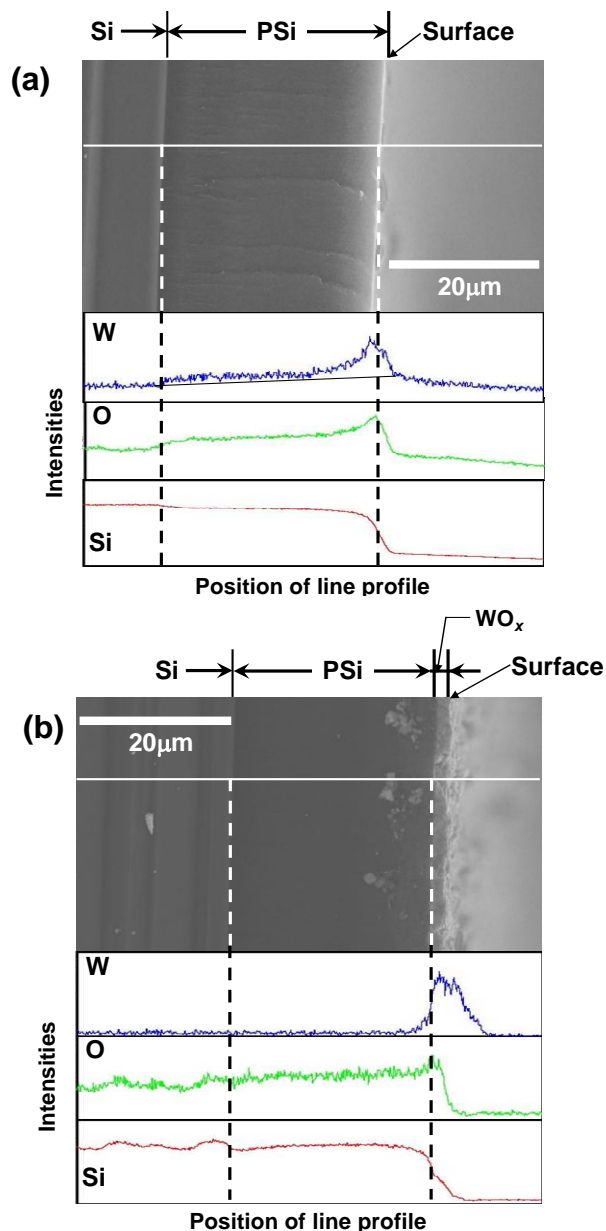 Si PSi Surface
(a)
20μm
W
O
Si
Intensities
Position of line profile
WOx
Si PSi Surface
(b)
20μm
W
O
Si
Intensities
Position of line profile